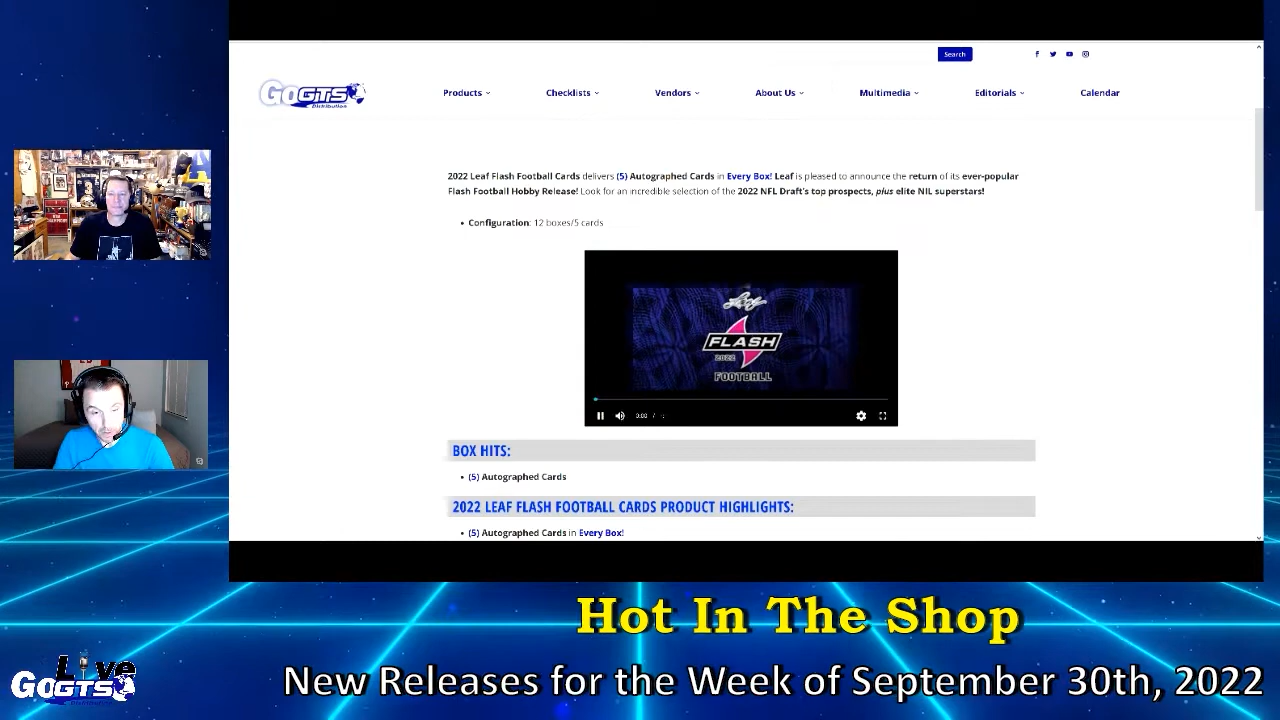 Search
GOGTS
Distribution
Products
Checklists
Vendors
About Us
Multimedia
Editorials
Calendar
2022 Leaf Flash Football Cards delivers (5) Autographed Cards in Every Box! Leaf is pleased to announce the return of its ever-popular
Flash Football Hobby Release! Look for an incredible selection of the 2022 NFL Draft's top prospects, plus elite NIL superstars!
• Configuration: 12 boxes/5 cards
Leaf
FLASH
2022
FOOTBALL
0:00 /
BOX HITS:
• (5) Autographed Cards
2022 LEAF FLASH FOOTBALL CARDS PRODUCT HIGHLIGHTS:
• (5) Autographed Cards in Every Box!
Hot In The Shop
New Releases for the Week of September 30th, 2022
Live
GOGTS
Distribution